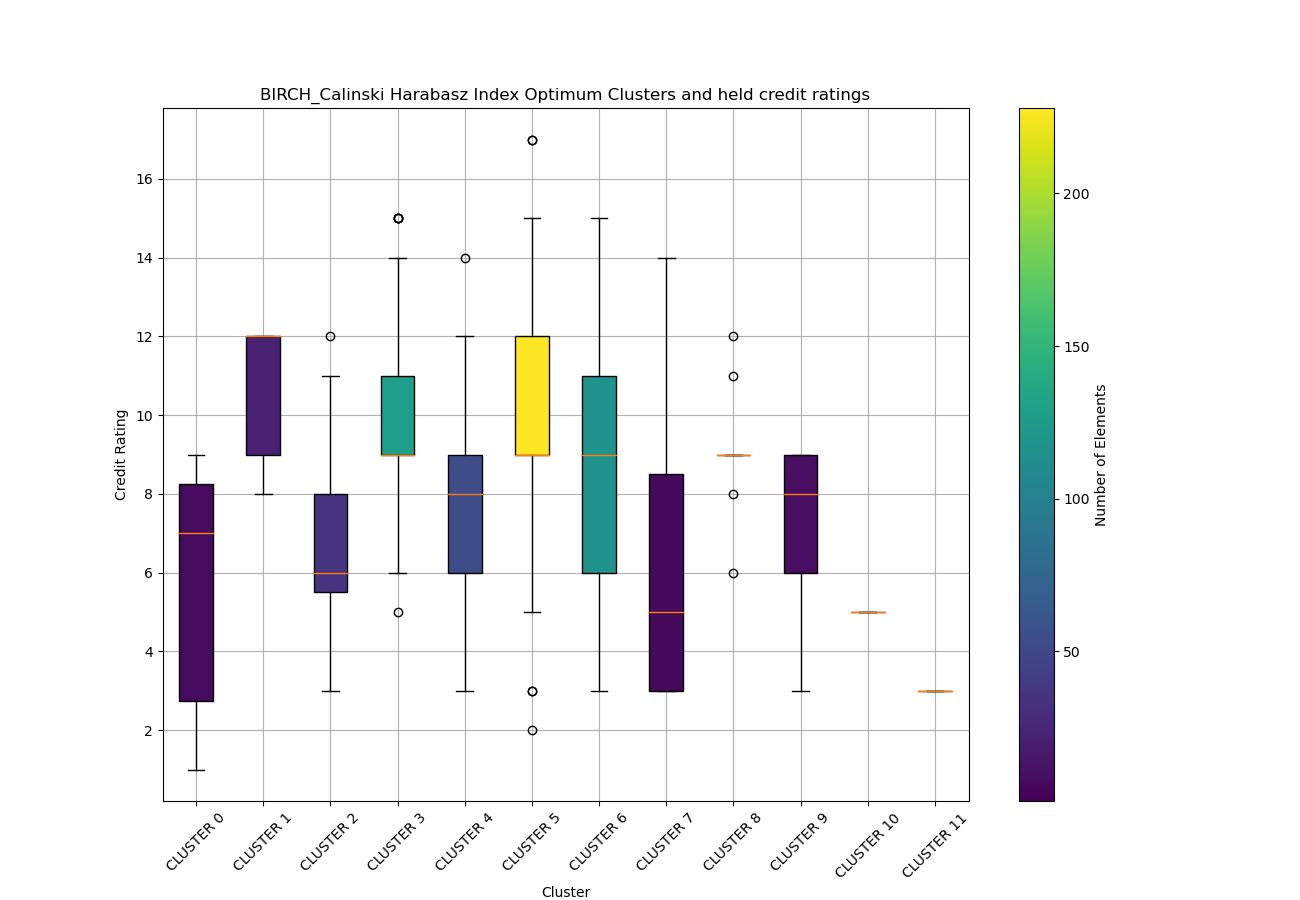 BIRCH_Calinski Harabasz Index Optimum Clusters and held credit ratings
16
14
12
10
8
6
4
2
Credit Rating
CLUSTER 0
CLUSTER 1
CLUSTER 2
CLUSTER 3
CLUSTER 4
CLUSTER 5
CLUSTER 6
CLUSTER 7
CLUSTER 8
CLUSTER 9
CLUSTER 10
CLUSTER 11
Cluster
200
150
100
50
Number of Elements